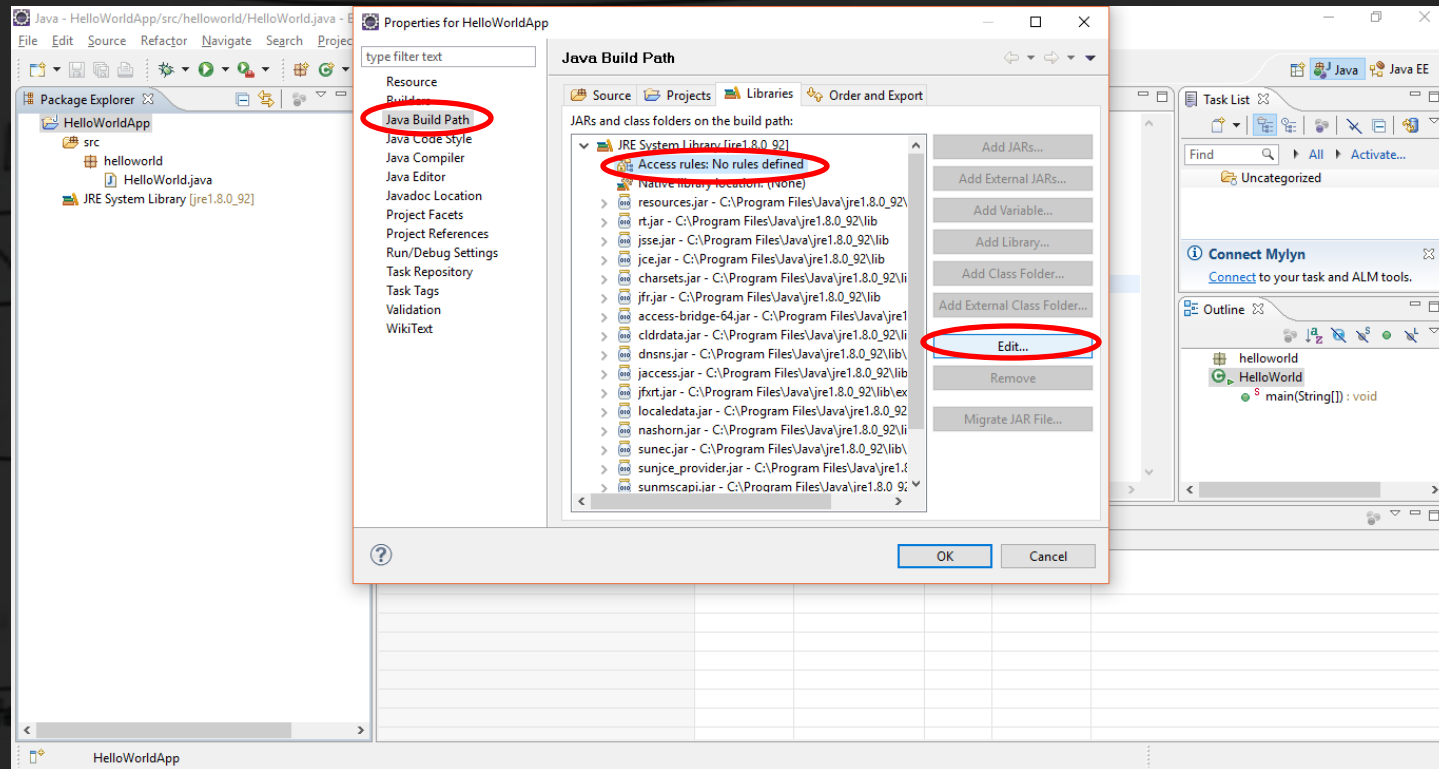 Java - HelloWorldApp/src/helloworld/HelloWorld.java -
File Edit Source Refactor Navigate Search Projec
Package Explorer
HelloWorldApp
src
helloworld
HelloWorld.java
JRE System Library [jre1.8.0_92]
Properties for HelloWorldApp
type filter text
Resource
Builders
Java Build Path
Java Code Style
Java Compiler
Java Editor
Javadoc Location
Project Facets
Project References
Run/Debug Settings
Task Repository
Task Tags
Validation
WikiText
Java Build Path
Source Projects Libraries Order and Export
JARs and class folders on the build path:
JRE System Library [jre1.8.0_92]
Access rules: No rules defined
Native library location: (None)
resources.jar - C:\Program Files\Java\jre1.8.0_92\
rt.jar - C:\Program Files\Java\jre1.8.0_92\lib
jsse.jar - C:\Program Files\Java\jre1.8.0_92\lib
jce.jar - C:\Program Files\Java\jre1.8.0_92\lib
charsets.jar - C:\Program Files\Java\jre1.8.0_92\li
jfr.jar - C:\Program Files\Java\jre1.8.0_92\lib
access-bridge-64.jar - C:\Program Files\Java\jre1
cldrdata.jar - C:\Program Files\Java\jre1.8.0_92\li
dnsns.jar - C:\Program Files\Java\jre1.8.0_92\lib\
jaccess.jar - C:\Program Files\Java\jre1.8.0_92\lib
jfxrt.jar - C:\Program Files\Java\jre1.8.0_92\lib\ex
localedata.jar - C:\Program Files\Java\jre1.8.0_92
nashorn.jar - C:\Program Files\Java\jre1.8.0_92\li
sunec.jar - C:\Program Files\Java\jre1.8.0_92\lib\
sunjce_provider.jar - C:\Program Files\Java\jre1.8
sunmscapi.jar - C:\Program Files\Java\jre1.8.0_92
Add JARs...
Add External JARs...
Add Variable...
Add Library...
Add Class Folder...
Add External Class Folder...
Edit...
Remove
Migrate JAR File...
OK Cancel
Java Java EE
Task List
Find All Activate...
Uncategorized
Connect Mylyn
Connect to your task and ALM tools.
Outline
helloworld
HelloWorld
main(String[]) : void
HelloWorldApp